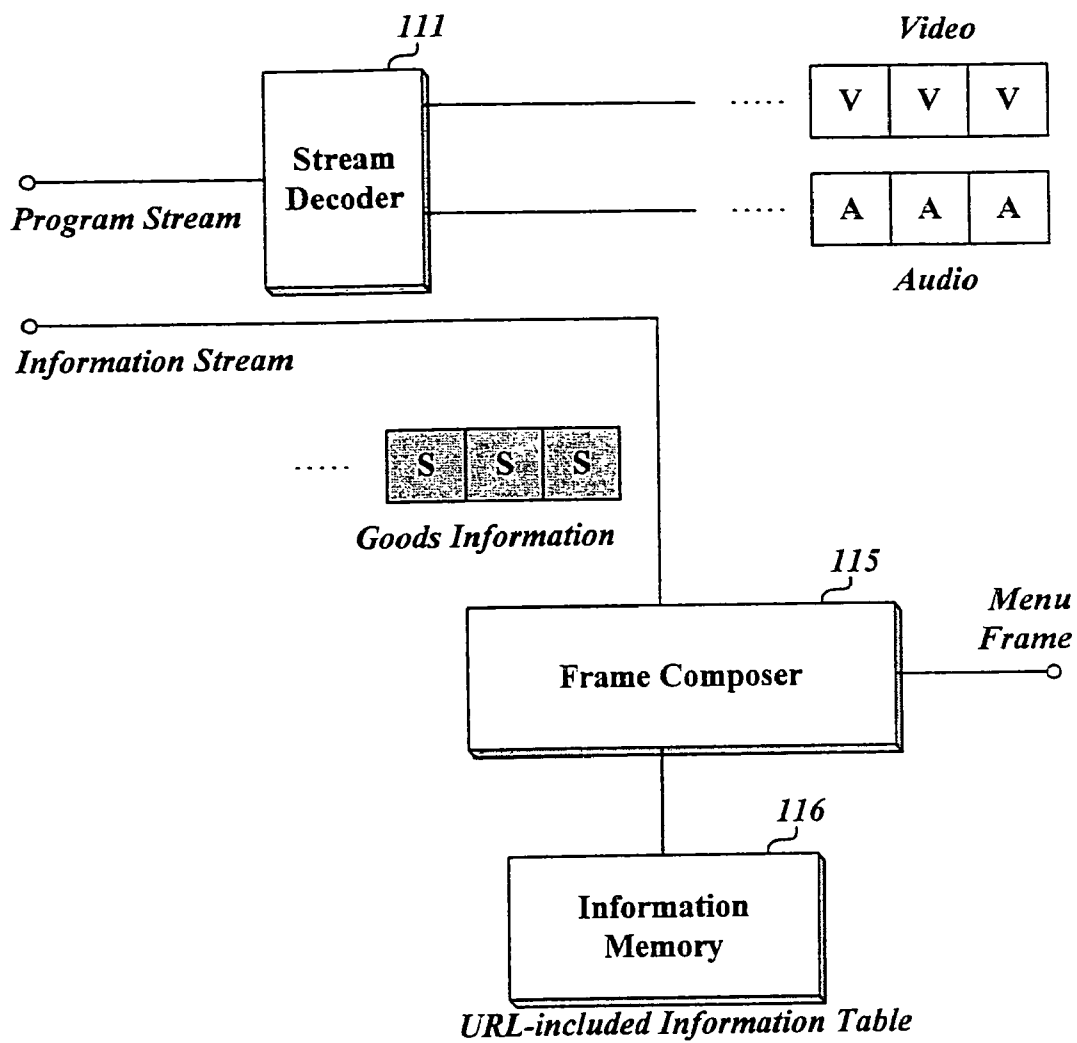 111
Video
V V V
Stream
Decoder
Program Stream
A A A
Audio
Information Stream
S S S
Goods Information
115
Menu
Frame
Frame Composer
116
Information
Memory
URL-included Information Table